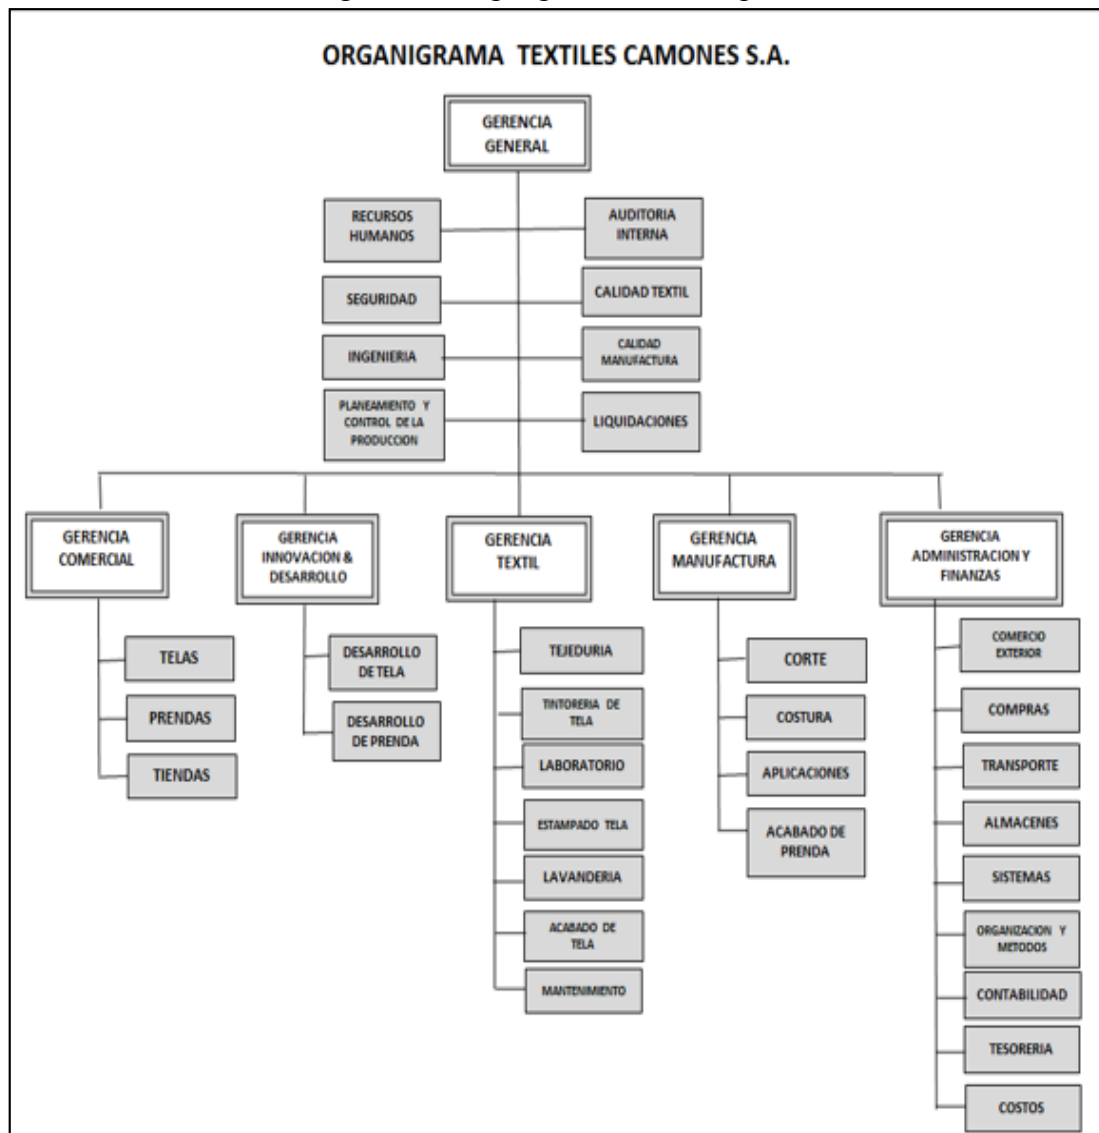 ORGANIGRAMA TEXTILES CAMONES S.A.
GERENCIA
GENERAL
RECURSOS
HUMANOS
AUDITORIA
INTERNA
SEGURIDAD
CALIDAD TEXTIL
INGENIERIA
CALIDAD
MANUFACTURA
PLANEAMIENTO Y
CONTROL DE LA
PRODUCCION
LIQUIDACIONES
GERENCIA
COMERCIAL
TELAS
PRENDAS
TIENDAS
GERENCIA
INNOVACION &
DESARROLLO
DESARROLLO
DE TELA
DESARROLLO
DE PRENDA
GERENCIA
TEXTIL
TEJEDURIA
TINTORERIA DE
TELA
LABORATORIO
ESTAMPADO TELA
LAVANDERIA
ACABADO DE
TELA
MANTENIMIENTO
GERENCIA
MANUFACTURA
CORTE
COSTURA
APLICACIONES
ACABADO DE
PRENDA
GERENCIA
ADMINISTRACION Y
FINANZAS
COMERCIO
EXTERIOR
COMPRAS
TRANSPORTE
ALMACENES
SISTEMAS
ORGANIZACION Y
METODOS
CONTABILIDAD
TESORERIA
COSTOS